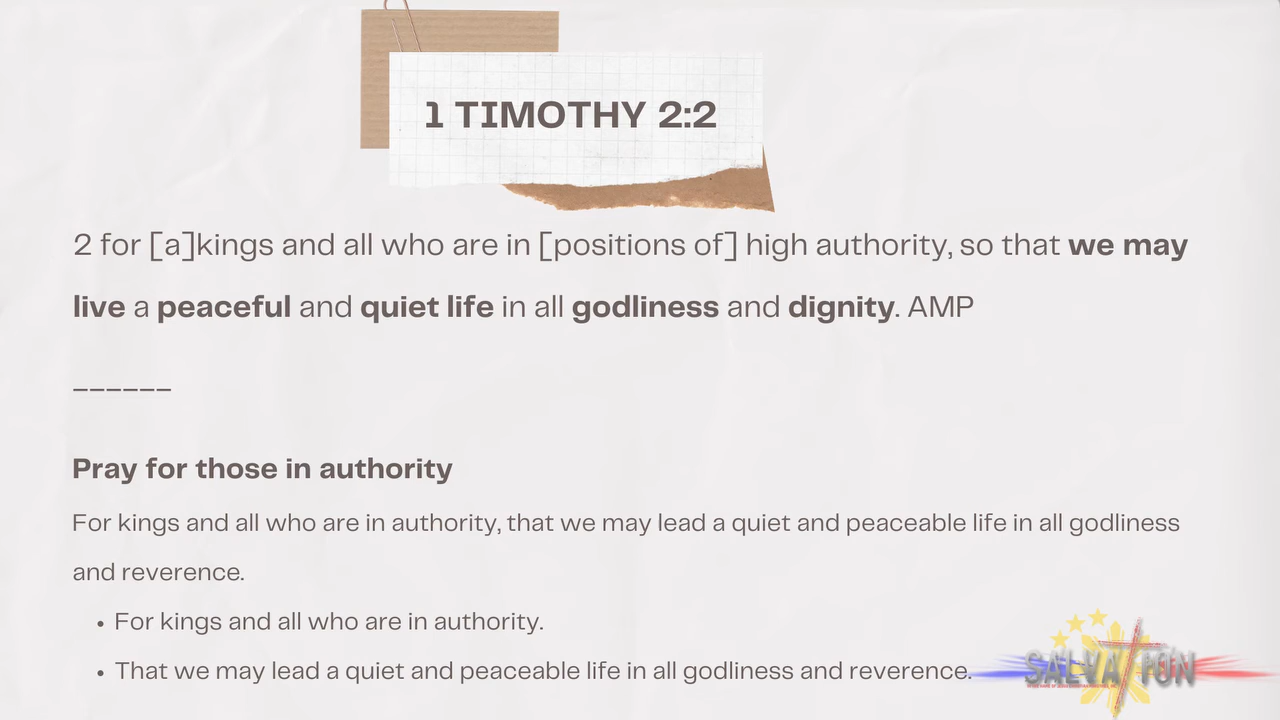 1 TIMOTHY 2:2
2 for [a]kings and all who are in [positions of] high authority, so that we may
live a peaceful and quiet life in all godliness and dignity. AMP
______
Pray for those in authority
For kings and all who are in authority, that we may lead a quiet and peaceable life in all godliness
and reverence.
• For kings and all who are in authority.
• That we may lead a quiet and peaceable life in all godliness and reverence.
SALVATION